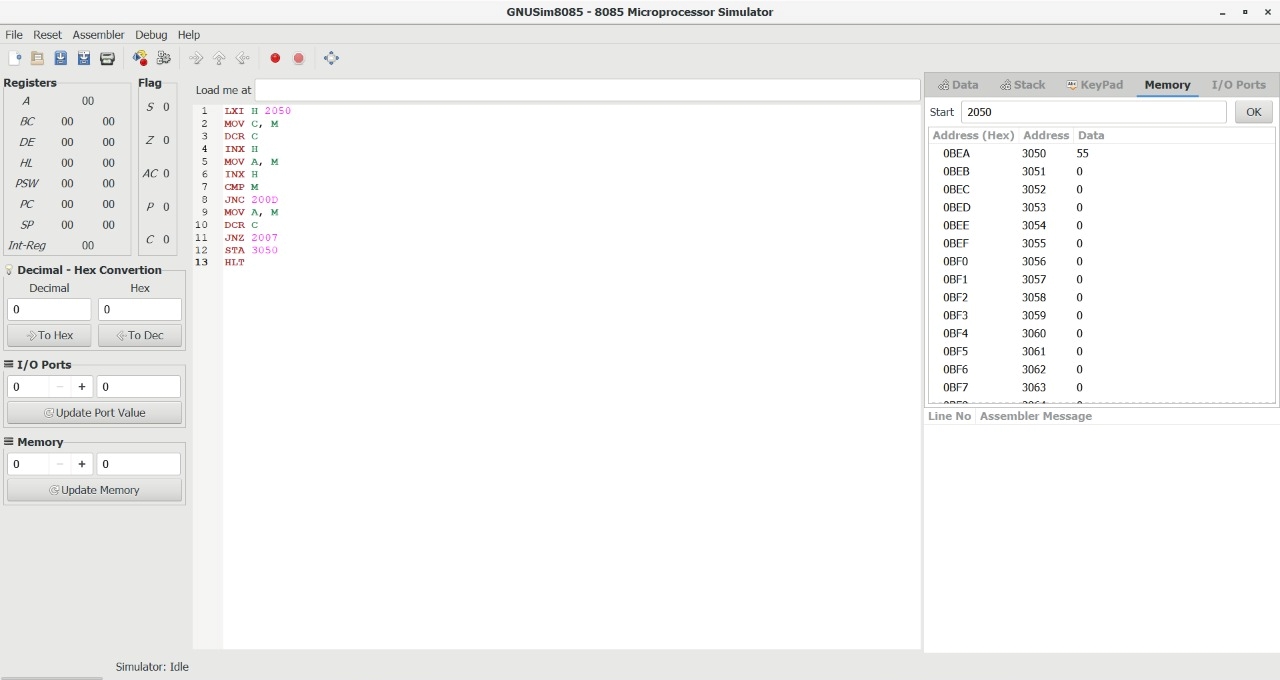 GNUSim8085 - 8085 Microprocessor Simulator
File Reset Assembler Debug Help
Registers
A 00
BC 00 00
DE 00 00
HL 00 00
PSW 00 00
PC 00 00
SP 00 00
Int-Reg 00
Flag
S 0
Z 0
AC 0
P 0
C 0
Decimal - Hex Convertion
Decimal Hex
0 0
To Hex To Dec
I/O Ports
0 − + 0
Update Port Value
Memory
0 − + 0
Update Memory
Load me at
1 LXI H 2050
2 MOV C, M
3 DCR C
4 INX H
5 MOV A, M
6 INX H
7 CMP M
8 JNC 200D
9 MOV A, M
10 DCR C
11 JNZ 2007
12 STA 3050
13 HLT
Data Stack KeyPad Memory I/O Ports
Start 2050 OK
Address (Hex) Address Data
0BEA 3050 55
0BEB 3051 0
0BEC 3052 0
0BED 3053 0
0BEE 3054 0
0BEF 3055 0
0BF0 3056 0
0BF1 3057 0
0BF2 3058 0
0BF3 3059 0
0BF4 3060 0
0BF5 3061 0
0BF6 3062 0
0BF7 3063 0
Line No Assembler Message
Simulator: Idle